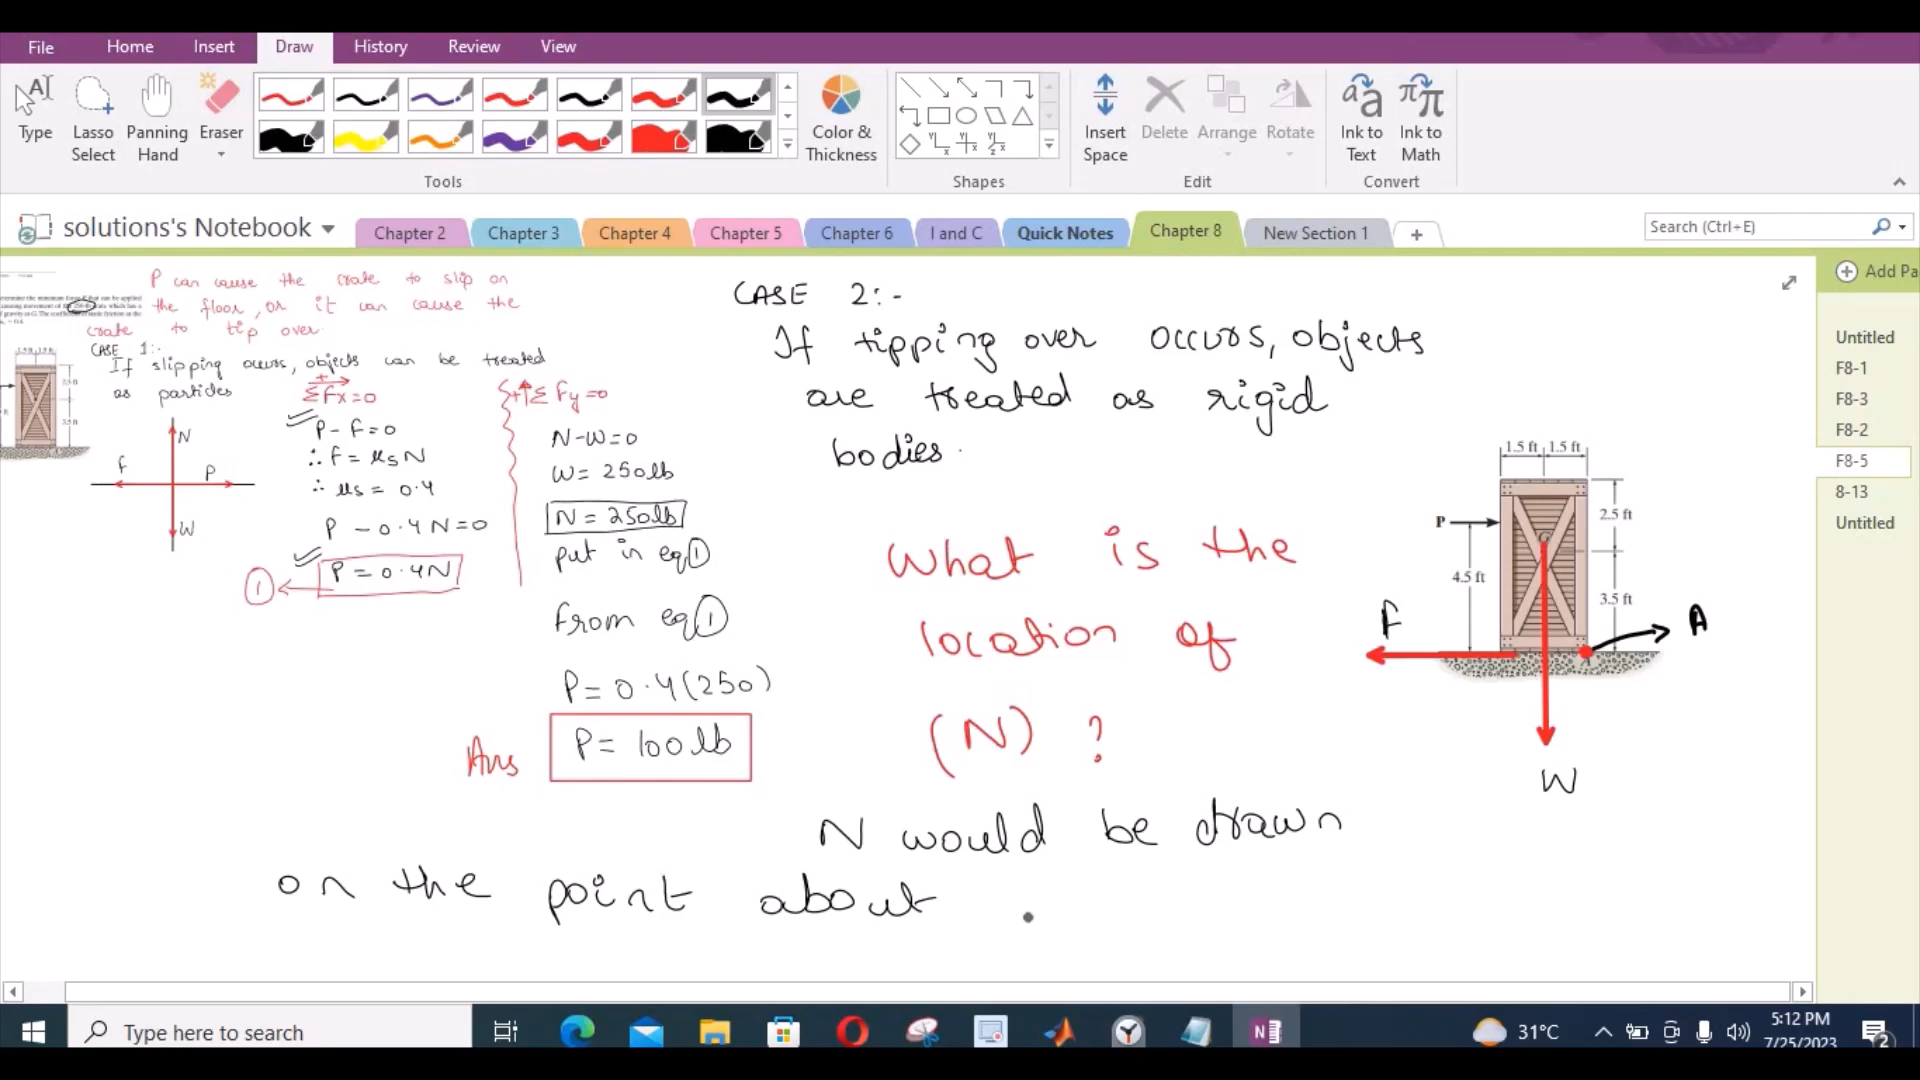 File Home Insert Draw History Review View
Type
Lasso Select
Panning Hand
Eraser
Tools
Color & Thickness
Shapes
Insert Space
Delete
Arrange
Rotate
Edit
Ink to Text
Ink to Math
Convert
solutions's Notebook
Chapter 2 Chapter 3 Chapter 4 Chapter 5 Chapter 6 I and C Quick Notes Chapter 8 New Section 1 +
Search (Ctrl+E)
Add Pa
Untitled
F8-1
F8-3
F8-2
F8-5
8-13
Untitled
P can cause the crate to slip on
the floor, or it can cause the
crate to tip over.
CASE 1:-
If slipping occurs, objects can be treated
as particles
N
F
P
W
ΣFx=0
P-F=0
∴ F = μsN
∴ μs = 0.4
P - 0.4N=0
P = 0.4N
1
+↑ΣFy=0
N-W=0
W= 250lb
N = 250lb
put in eq 1
from eq 1
P= 0.4(250)
Ans P= 100lb
CASE 2:-
If tipping over occurs, objects
are treated as rigid
bodies.
What is the
location of
(N) ?
N would be drawn
on the point about
1.5 ft 1.5 ft
2.5 ft
P
G
4.5 ft
3.5 ft
F
A
A
W
Type here to search
31°C
5:12 PM
7/25/2023
2